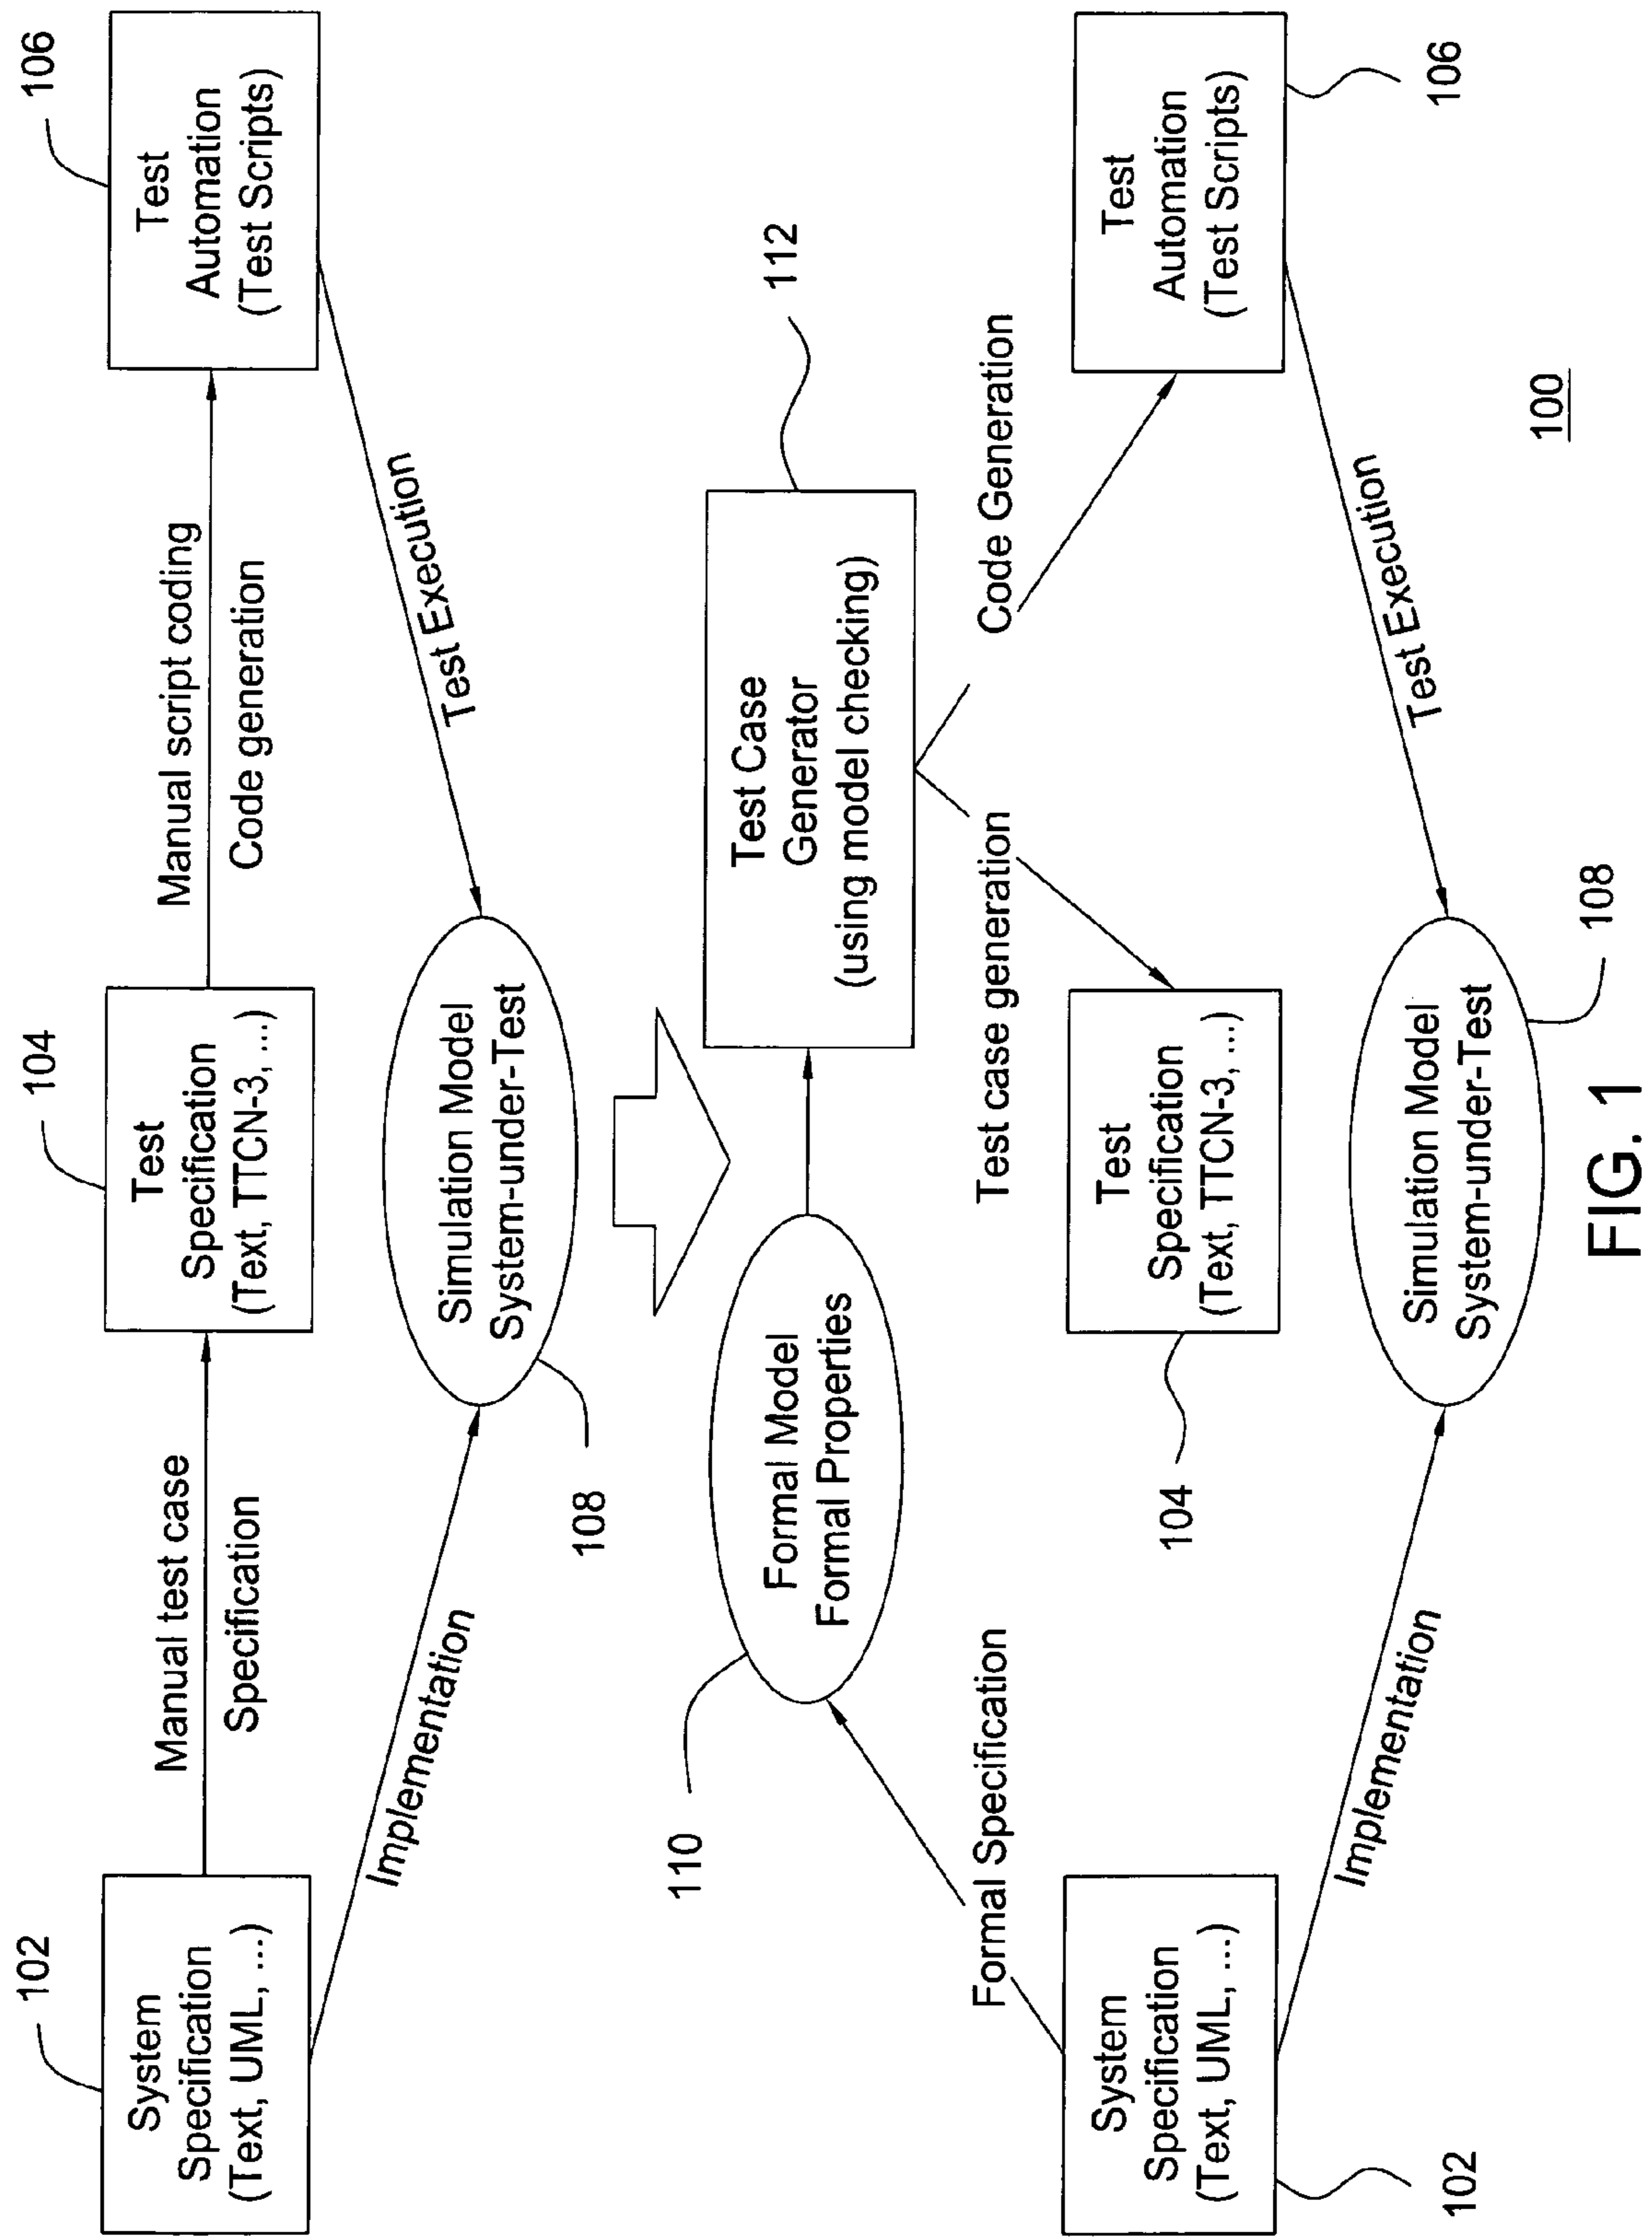 102
System
Specification
(Text, UML, ...)
Manual test case
Specification
104
Test
Specification
(Text, TTCN-3, ...)
Manual script coding
Code generation
106
Test
Automation
(Test Scripts)
Implementation
108
Simulation Model
System-under-Test
Test Execution
110
Formal Model
Formal Properties
Test Case
Generator
(using model checking)
112
Formal Specification
Test case generation
Code Generation
System
Specification
(Text, UML, ...)
102
104
Test
Specification
(Text, TTCN-3, ...)
Test
Automation
(Test Scripts)
106
Implementation
Simulation Model
System-under-Test
108
Test Execution
100
FIG. 1